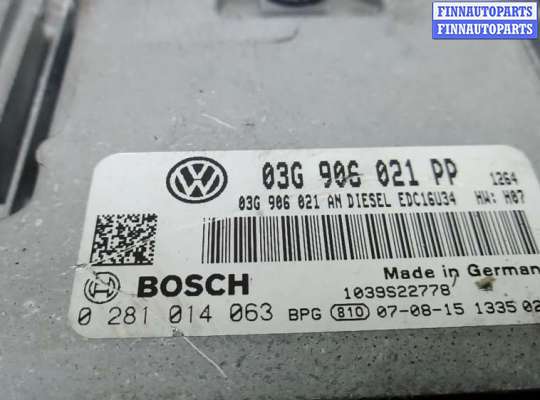 FINNAUTOPARTS
FINNAUTOPARTS
03G 906 021 PP 1264
03G 906 021 AN DIESEL EDC16U34 HW: H07
BOSCH
Made in German
1039S22778
0 281 014 063 BPG 810 07-08-15 1335 02